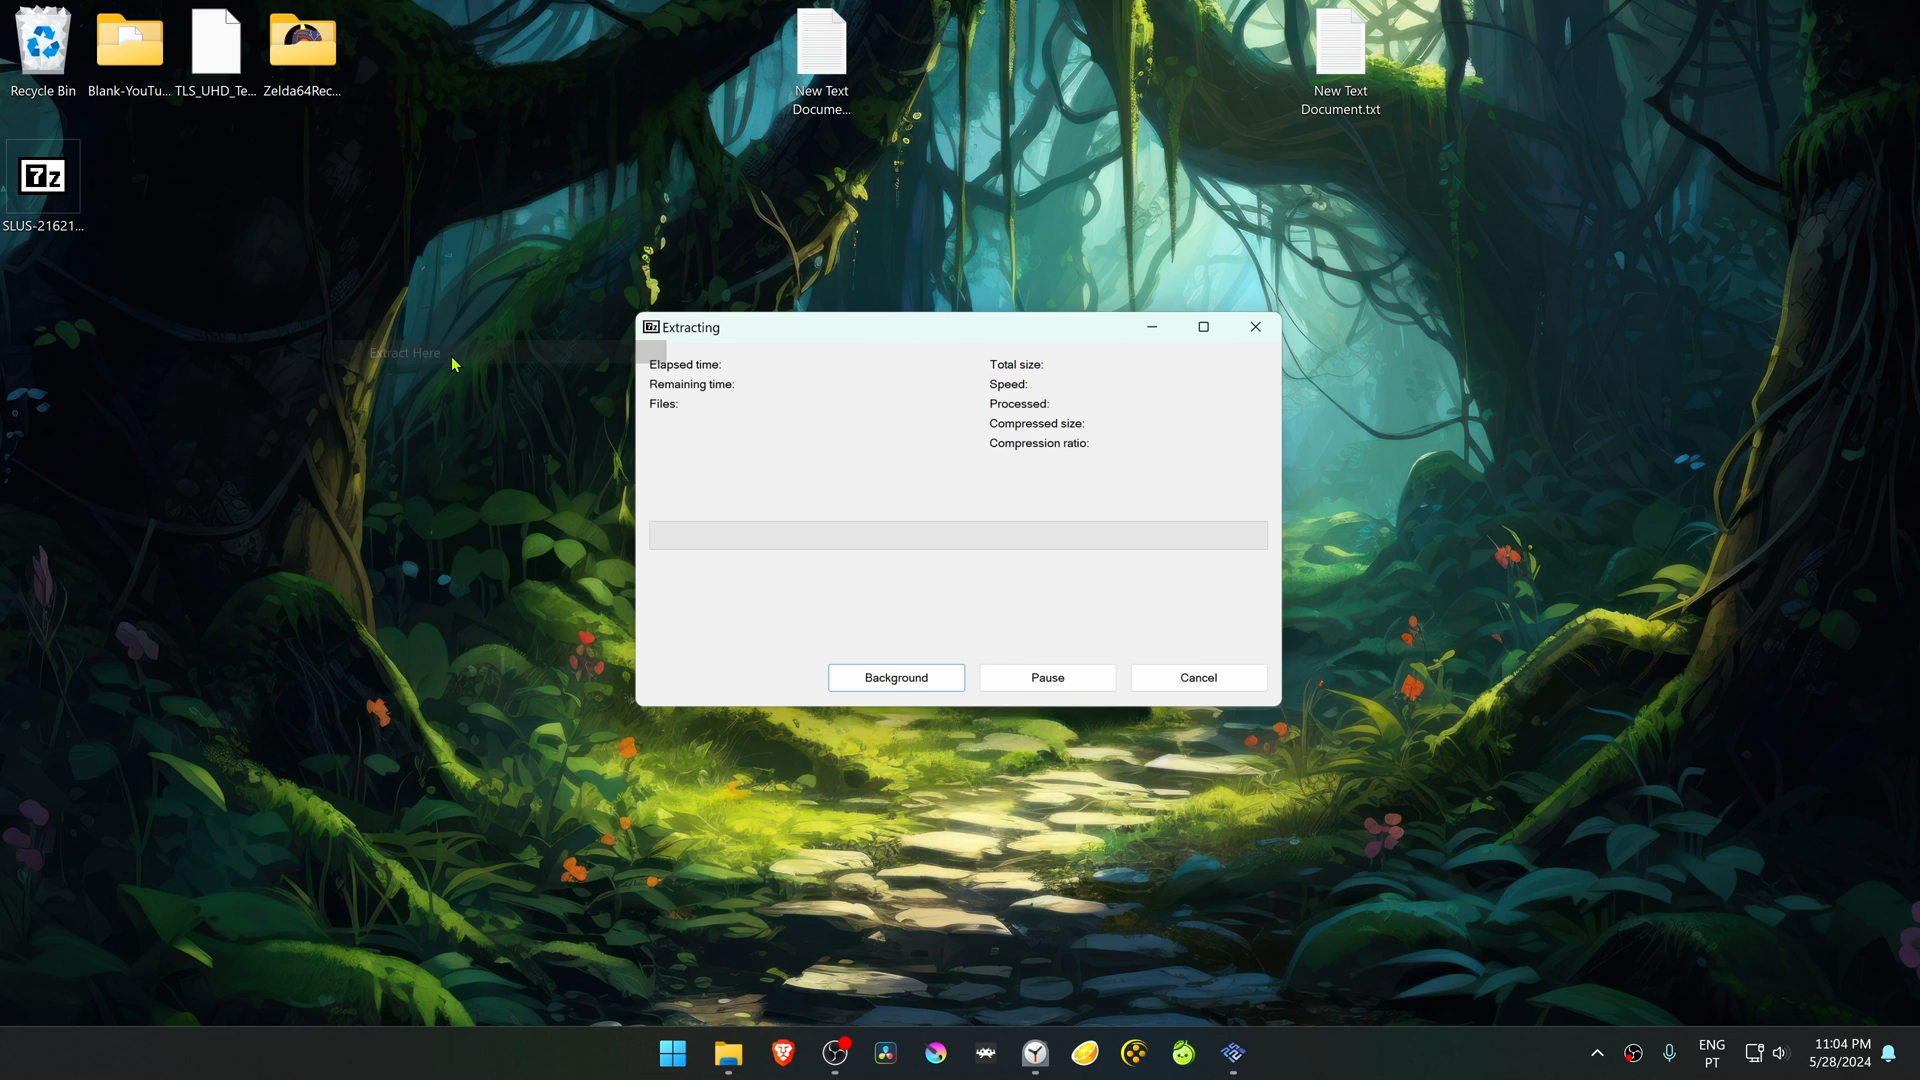 Recycle Bin
Blank-YouTu...
TLS_UHD_Te...
Zelda64Rec...
New Text
Docume...
New Text
Document.txt
7z
SLUS-21621...
Extract Here
7z Extracting
Elapsed time:
Remaining time:
Files:
Total size:
Speed:
Processed:
Compressed size:
Compression ratio:
Background
Pause
Cancel
ENG
PT
11:04 PM
5/28/2024